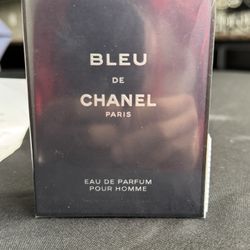 BLEU
DE
CHANEL
PARIS
EAU DE PARFUM
POUR HOMME